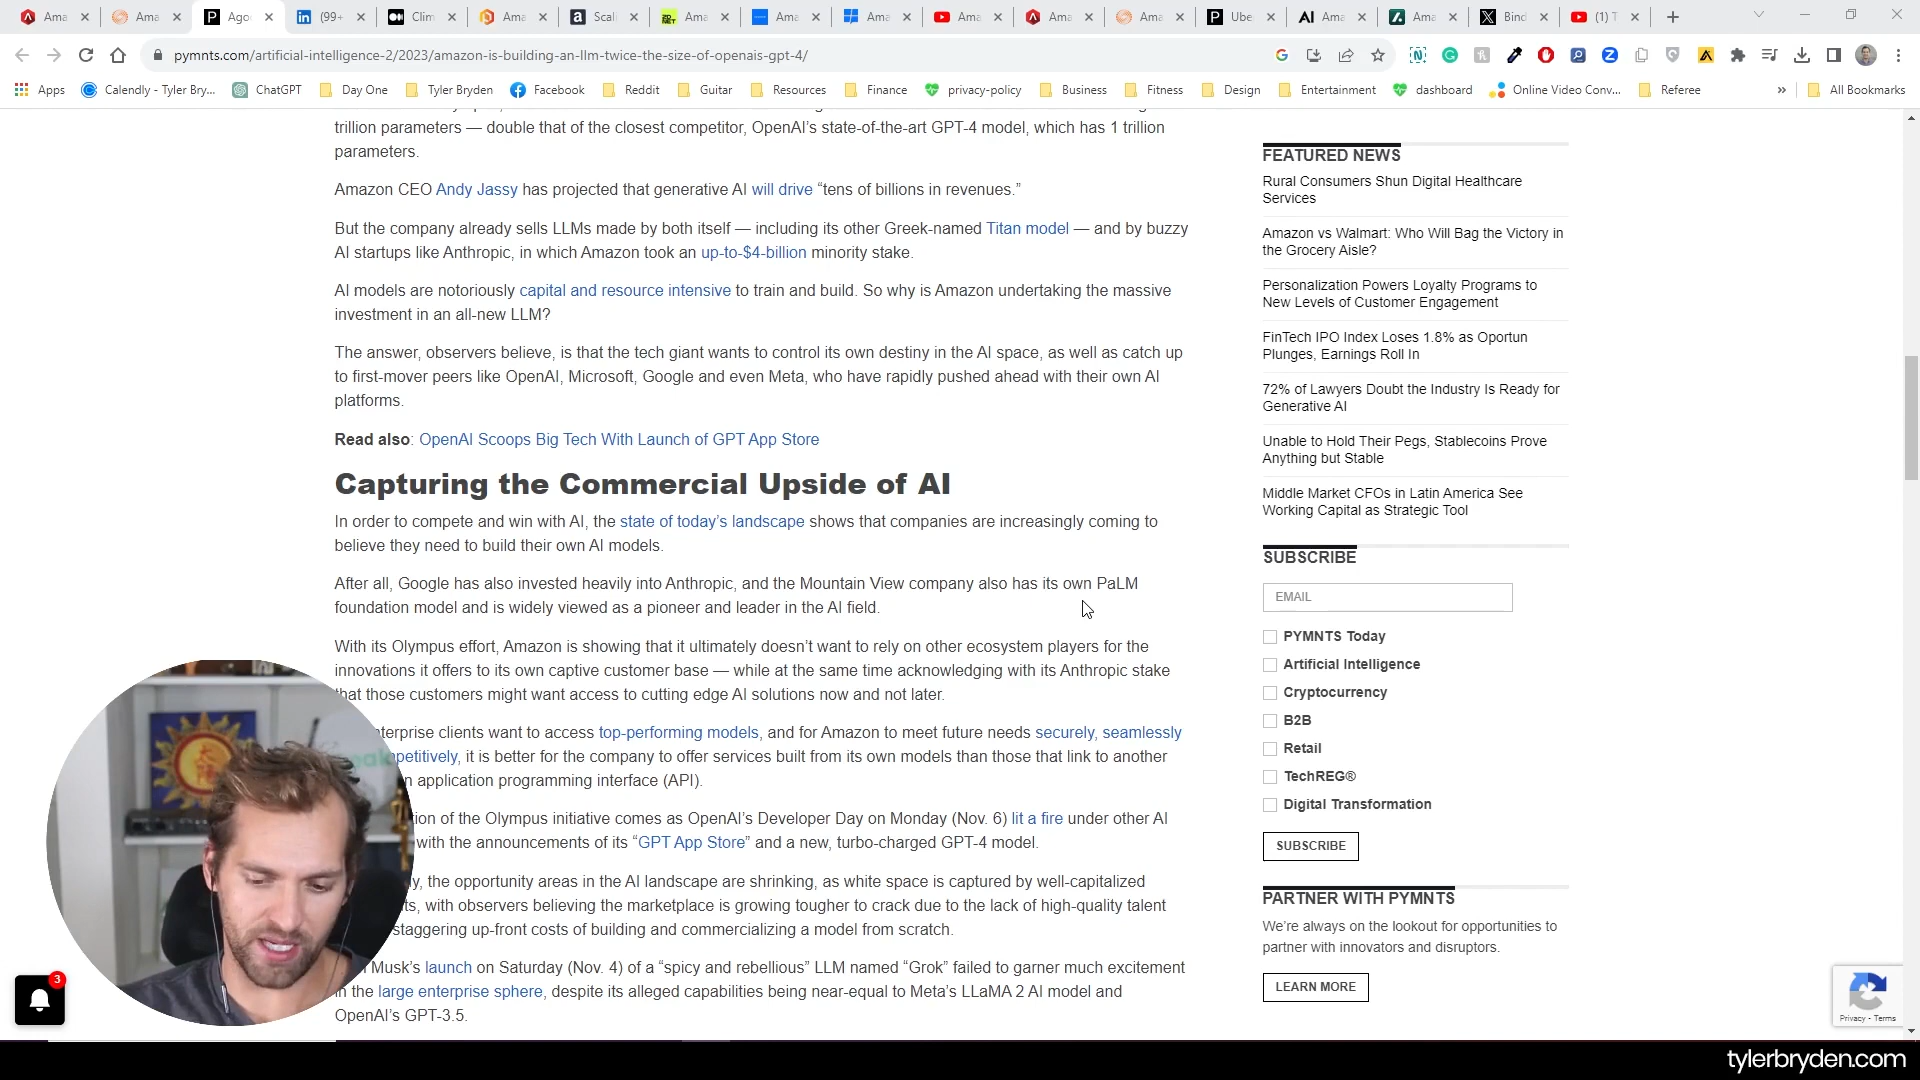 Ama
Ama
Ago
(99+
Clim
Ama
Scali
Ama
Ama
Ama
Ama
Ama
Ama
Ube
Ama
Ama
Bind
(1) T
pymnts.com/artificial-intelligence-2/2023/amazon-is-building-an-llm-twice-the-size-of-openais-gpt-4/
Apps
Calendly - Tyler Bry...
ChatGPT
Day One
Tyler Bryden
Facebook
Reddit
Guitar
Resources
Finance
privacy-policy
Business
Fitness
Design
Entertainment
dashboard
Online Video Conv...
Referee
»
All Bookmarks
trillion parameters — double that of the closest competitor, OpenAI's state-of-the-art GPT-4 model, which has 1 trillion
parameters.
Amazon CEO Andy Jassy has projected that generative AI will drive “tens of billions in revenues.”
But the company already sells LLMs made by both itself — including its other Greek-named Titan model — and by buzzy
AI startups like Anthropic, in which Amazon took an up-to-$4-billion minority stake.
AI models are notoriously capital and resource intensive to train and build. So why is Amazon undertaking the massive
investment in an all-new LLM?
The answer, observers believe, is that the tech giant wants to control its own destiny in the AI space, as well as catch up
to first-mover peers like OpenAI, Microsoft, Google and even Meta, who have rapidly pushed ahead with their own AI
platforms.
Read also: OpenAI Scoops Big Tech With Launch of GPT App Store
Capturing the Commercial Upside of AI
In order to compete and win with AI, the state of today's landscape shows that companies are increasingly coming to
believe they need to build their own AI models.
After all, Google has also invested heavily into Anthropic, and the Mountain View company also has its own PaLM
foundation model and is widely viewed as a pioneer and leader in the AI field.
With its Olympus effort, Amazon is showing that it ultimately doesn't want to rely on other ecosystem players for the
innovations it offers to its own captive customer base — while at the same time acknowledging with its Anthropic stake
that those customers might want access to cutting edge AI solutions now and not later.
nterprise clients want to access top-performing models, and for Amazon to meet future needs securely, seamlessly
petitively, it is better for the company to offer services built from its own models than those that link to another
n application programming interface (API).
tion of the Olympus initiative comes as OpenAI's Developer Day on Monday (Nov. 6) lit a fire under other AI
with the announcements of its “GPT App Store” and a new, turbo-charged GPT-4 model.
ly, the opportunity areas in the AI landscape are shrinking, as white space is captured by well-capitalized
ts, with observers believing the marketplace is growing tougher to crack due to the lack of high-quality talent
staggering up-front costs of building and commercializing a model from scratch.
Musk's launch on Saturday (Nov. 4) of a “spicy and rebellious” LLM named “Grok” failed to garner much excitement
in the large enterprise sphere, despite its alleged capabilities being near-equal to Meta's LLaMA 2 AI model and
OpenAI's GPT-3.5.
FEATURED NEWS
Rural Consumers Shun Digital Healthcare
Services
Amazon vs Walmart: Who Will Bag the Victory in
the Grocery Aisle?
Personalization Powers Loyalty Programs to
New Levels of Customer Engagement
FinTech IPO Index Loses 1.8% as Oportun
Plunges, Earnings Roll In
72% of Lawyers Doubt the Industry Is Ready for
Generative AI
Unable to Hold Their Pegs, Stablecoins Prove
Anything but Stable
Middle Market CFOs in Latin America See
Working Capital as Strategic Tool
SUBSCRIBE
EMAIL
PYMNTS Today
Artificial Intelligence
Cryptocurrency
B2B
Retail
TechREG®
Digital Transformation
SUBSCRIBE
PARTNER WITH PYMNTS
We're always on the lookout for opportunities to
partner with innovators and disruptors.
LEARN MORE
3
Privacy - Terms
tylerbryden.com